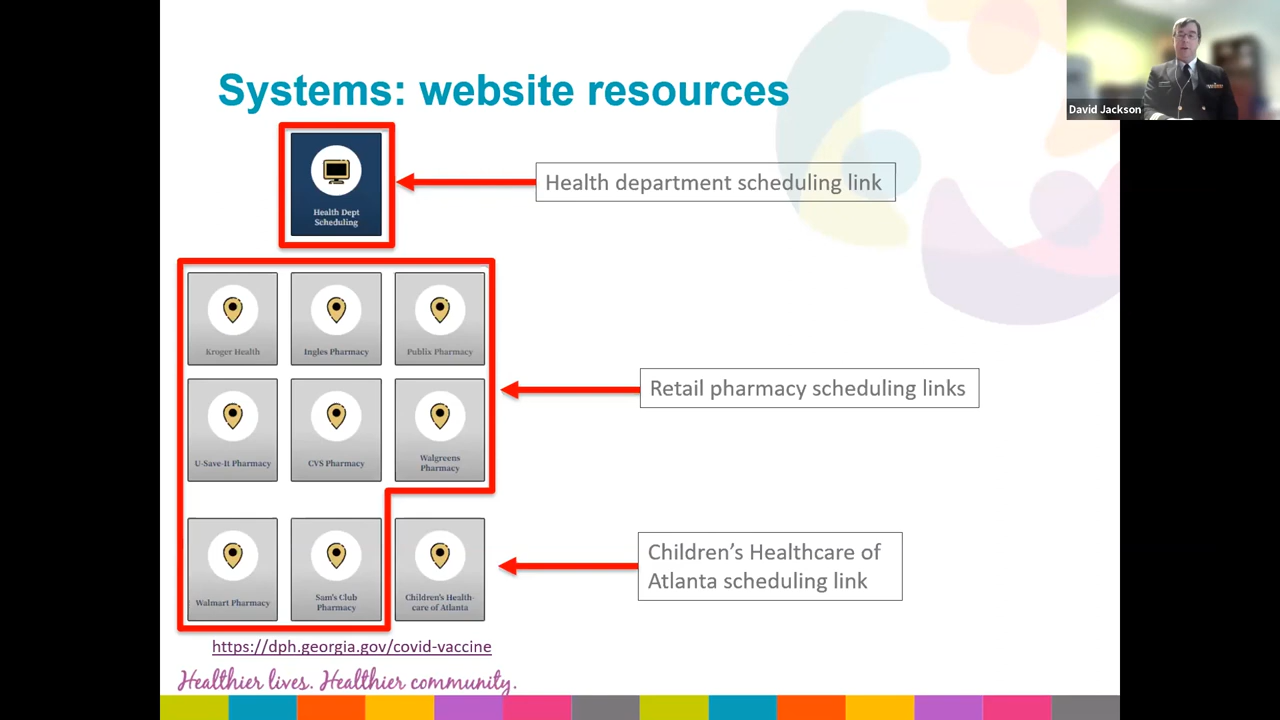 Systems: website resources
David Jackson
Health Dept
Scheduling
Health department scheduling link
Kroger Health
Ingles Pharmacy
Publix Pharmacy
Retail pharmacy scheduling links
U-Save-It Pharmacy
CVS Pharmacy
Walgreens
Pharmacy
Children's Healthcare of
Atlanta scheduling link
Walmart Pharmacy
Sam's Club
Pharmacy
Children's Health-
care of Atlanta
https://dph.georgia.gov/covid-vaccine
Healthier lives. Healthier community.